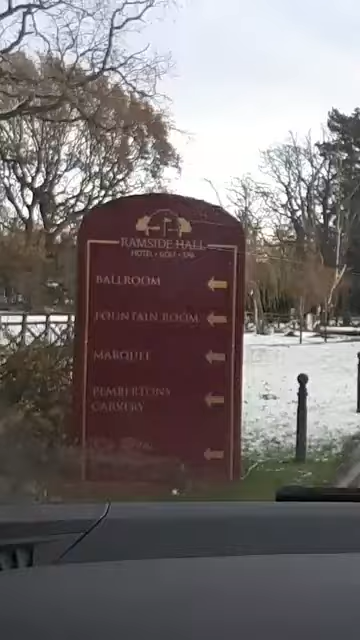 RAMSIDE HALL
HOTEL • GOLF • SPA
BALLROOM
FOUNTAIN ROOM
MARQUEE
PEMBERTONS
CARVERY